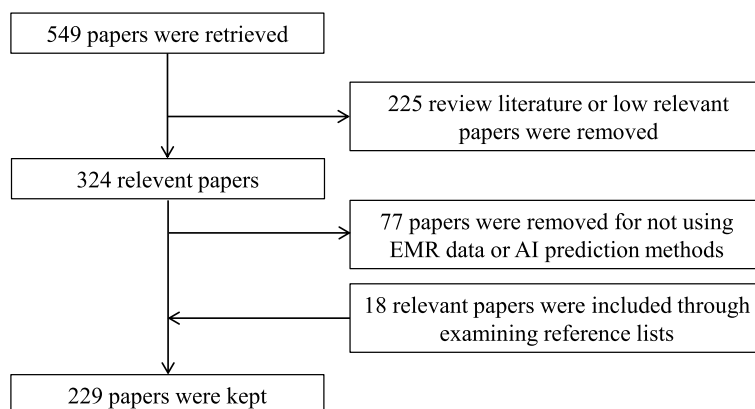 549 papers were retrieved
225 review literature or low relevant
papers were removed
324 relevent papers
77 papers were removed for not using
EMR data or AI prediction methods
18 relevant papers were included through
examining reference lists
229 papers were kept